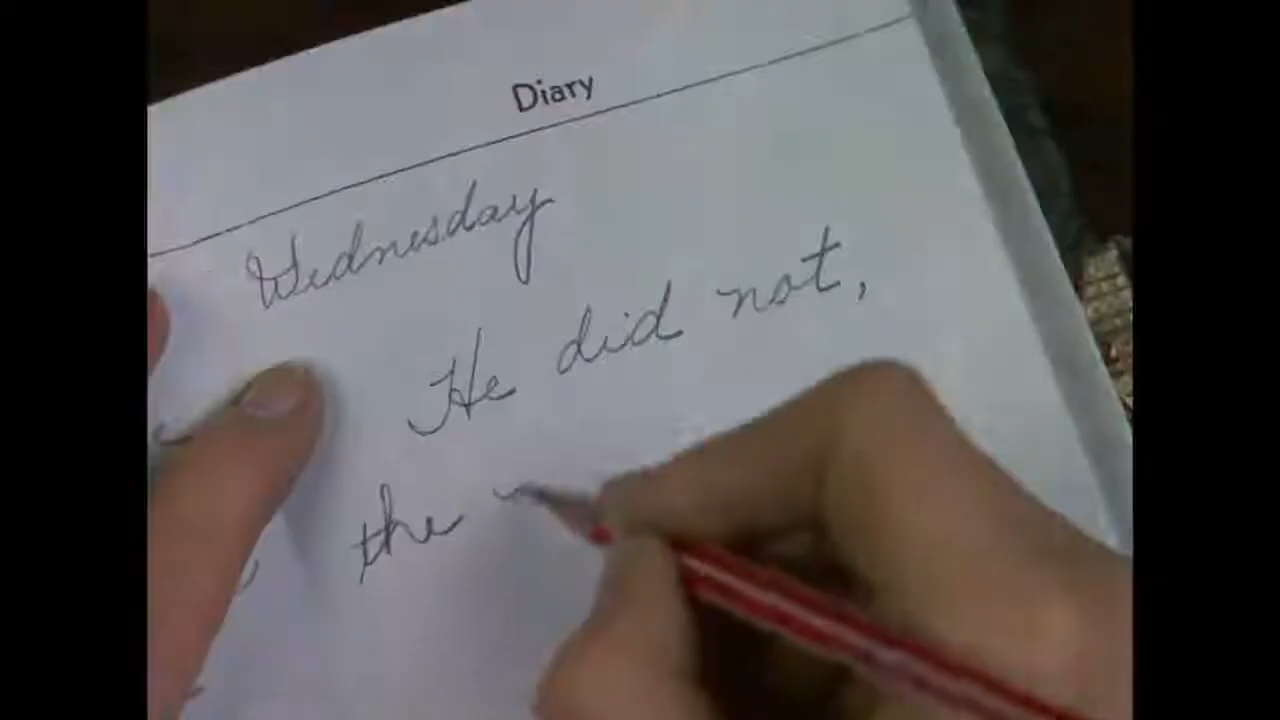 Diary
Wednesday
He did not,
the